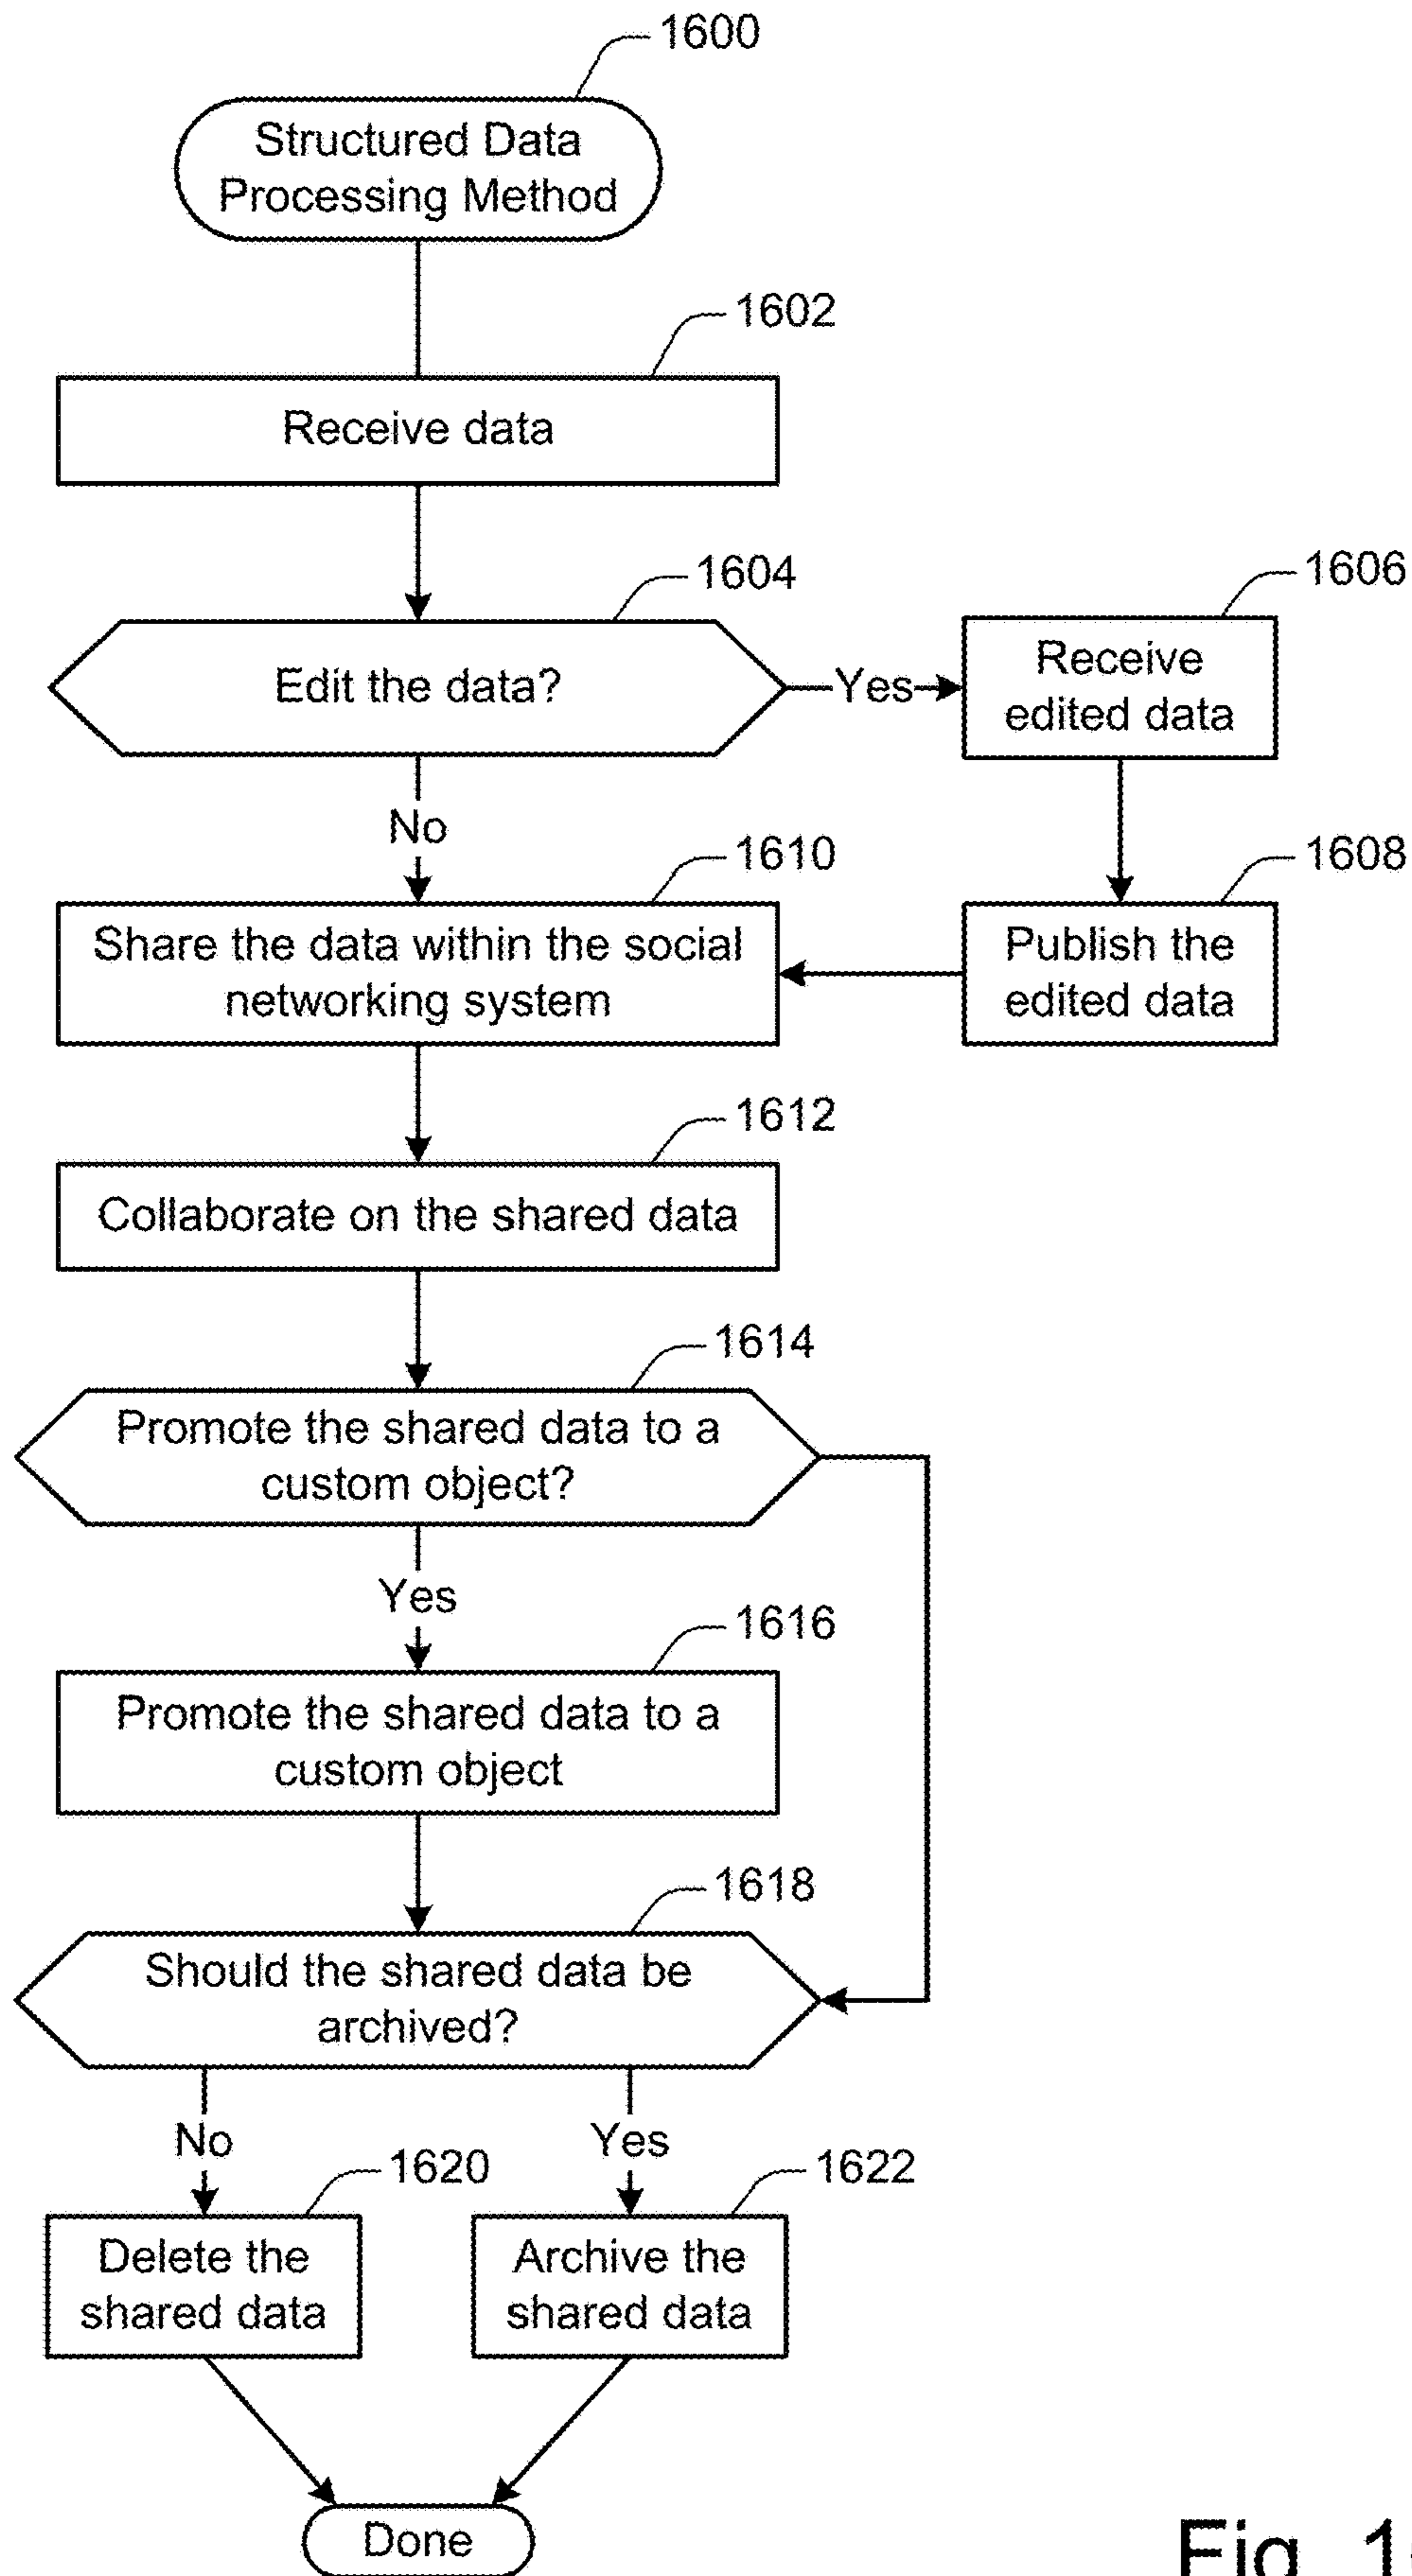 1600
Structured Data
Processing Method
1602
Receive data
1604
Edit the data?
Yes
1606
Receive
edited data
No
1610
Share the data within the social
networking system
1608
Publish the
edited data
1612
Collaborate on the shared data
1614
Promote the shared data to a
custom object?
Yes
1616
Promote the shared data to a
custom object
1618
Should the shared data be
archived?
No
Yes
1620
Delete the
shared data
1622
Archive the
shared data
Done
Fig.